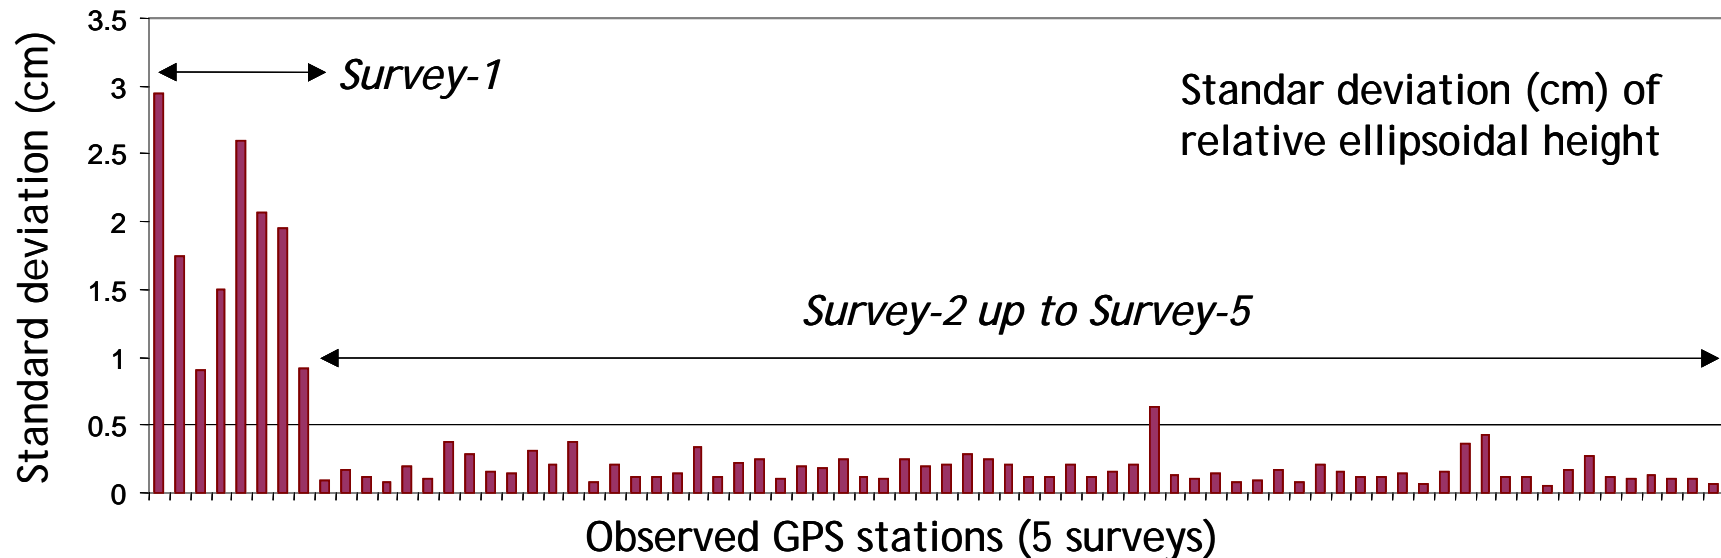 3.5
3
2.5
2
1.5
1
0.5
0
Standard deviation (cm)
Survey-1
Standar deviation (cm) of
relative ellipsoidal height
Survey-2 up to Survey-5
Observed GPS stations (5 surveys)